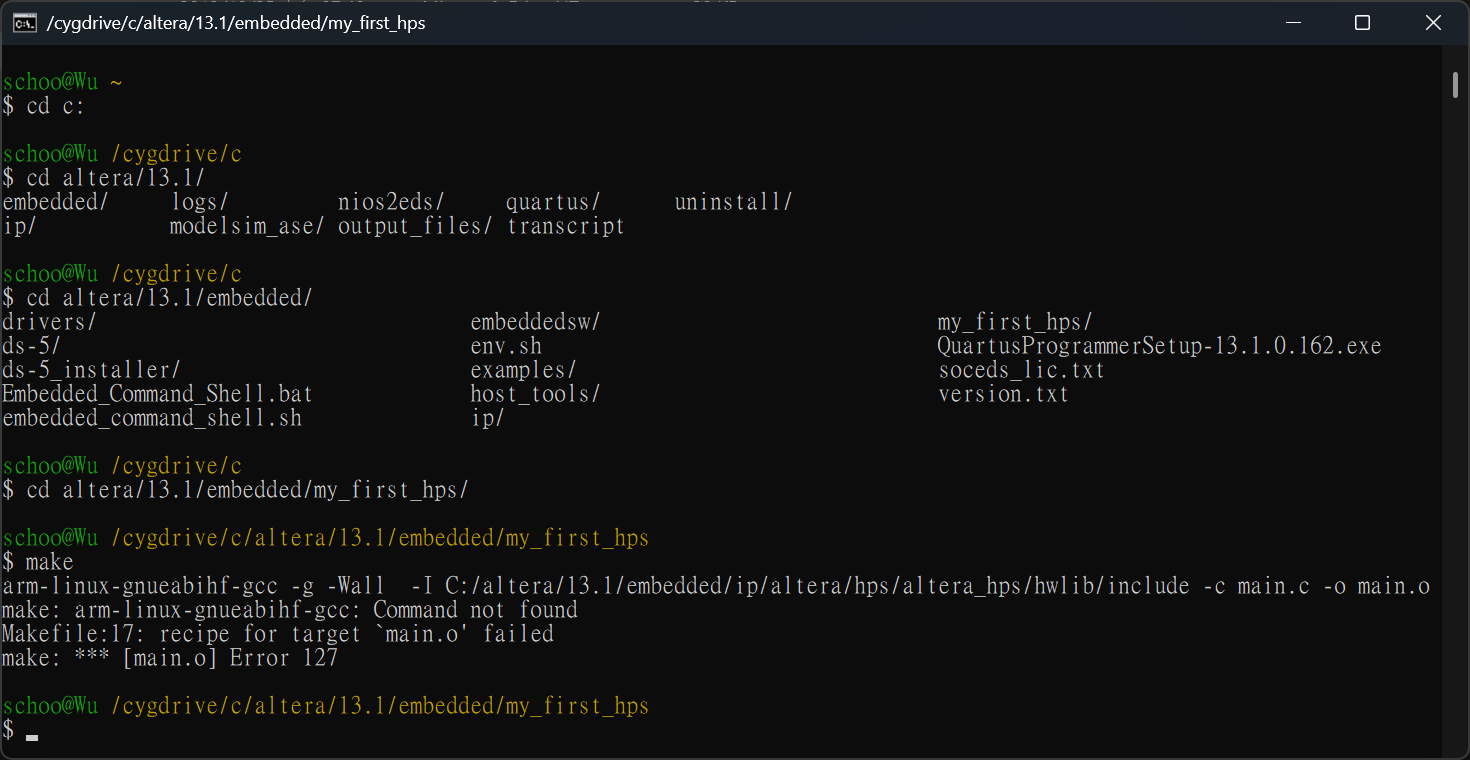 /cygdrive/c/altera/13.1/embedded/my_first_hps
schoo@Wu ~
$ cd c:
schoo@Wu /cygdrive/c
$ cd altera/13.1/
embedded/ logs/ nios2eds/ quartus/ uninstall/
ip/ modelsim_ase/ output_files/ transcript
schoo@Wu /cygdrive/c
$ cd altera/13.1/embedded/
drivers/ embeddedsw/ my_first_hps/
ds-5/ env.sh QuartusProgrammerSetup-13.1.0.162.exe
ds-5_installer/ examples/ soceds_lic.txt
Embedded_Command_Shell.bat host_tools/ version.txt
embedded_command_shell.sh ip/
schoo@Wu /cygdrive/c
$ cd altera/13.1/embedded/my_first_hps/
schoo@Wu /cygdrive/c/altera/13.1/embedded/my_first_hps
$ make
arm-linux-gnueabihf-gcc -g -Wall  -I C:/altera/13.1/embedded/ip/altera/hps/altera_hps/hwlib/include -c main.c -o main.o
make: arm-linux-gnueabihf-gcc: Command not found
Makefile:17: recipe for target `main.o' failed
make: *** [main.o] Error 127
schoo@Wu /cygdrive/c/altera/13.1/embedded/my_first_hps
$